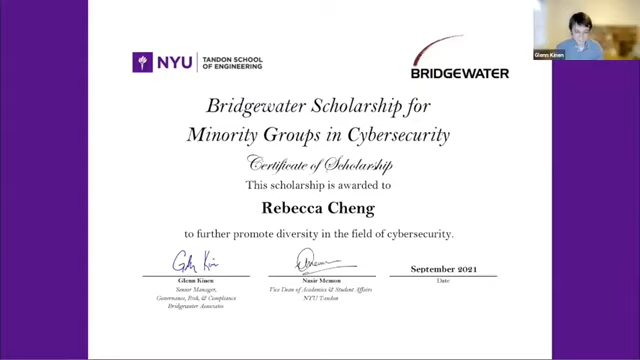 NYU
TANDON SCHOOL
OF ENGINEERING
BRIDGEWATER
Glenn Kinen
Bridgewater Scholarship for
Minority Groups in Cybersecurity
Certificate of Scholarship
This scholarship is awarded to
Rebecca Cheng
to further promote diversity in the field of cybersecurity.
Glenn Kinen
Senior Manager,
Governance, Risk, & Compliance
Bridgewater Associates
Nasir Memon
Vice Dean of Academics & Student Affairs
NYU Tandon
September 2021
Date